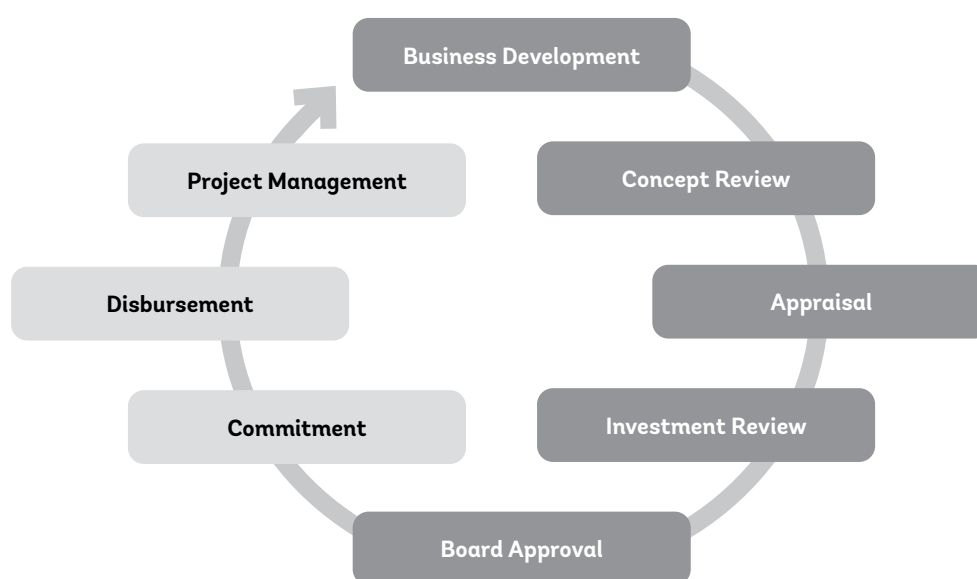 Business Development
Concept Review
Appraisal
Investment Review
Board Approval
Commitment
Disbursement
Project Management